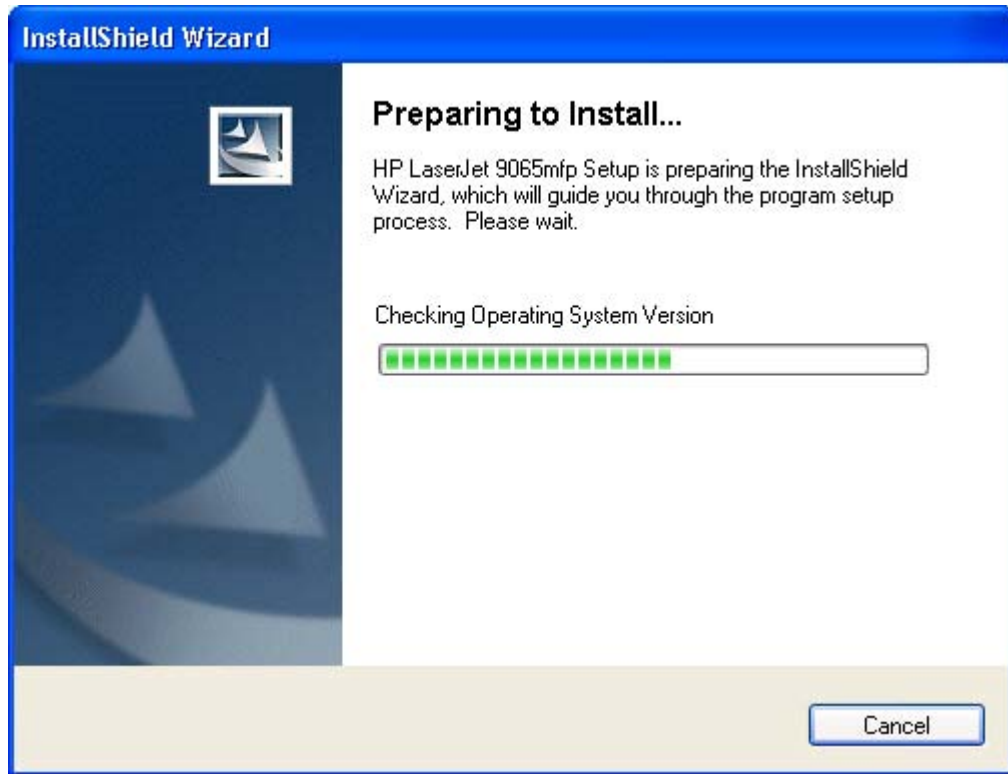 InstallShield Wizard
Preparing to Install...
HP LaserJet 9065mfp Setup is preparing the InstallShield
Wizard, which will guide you through the program setup
process. Please wait.
Checking Operating System Version
Cancel